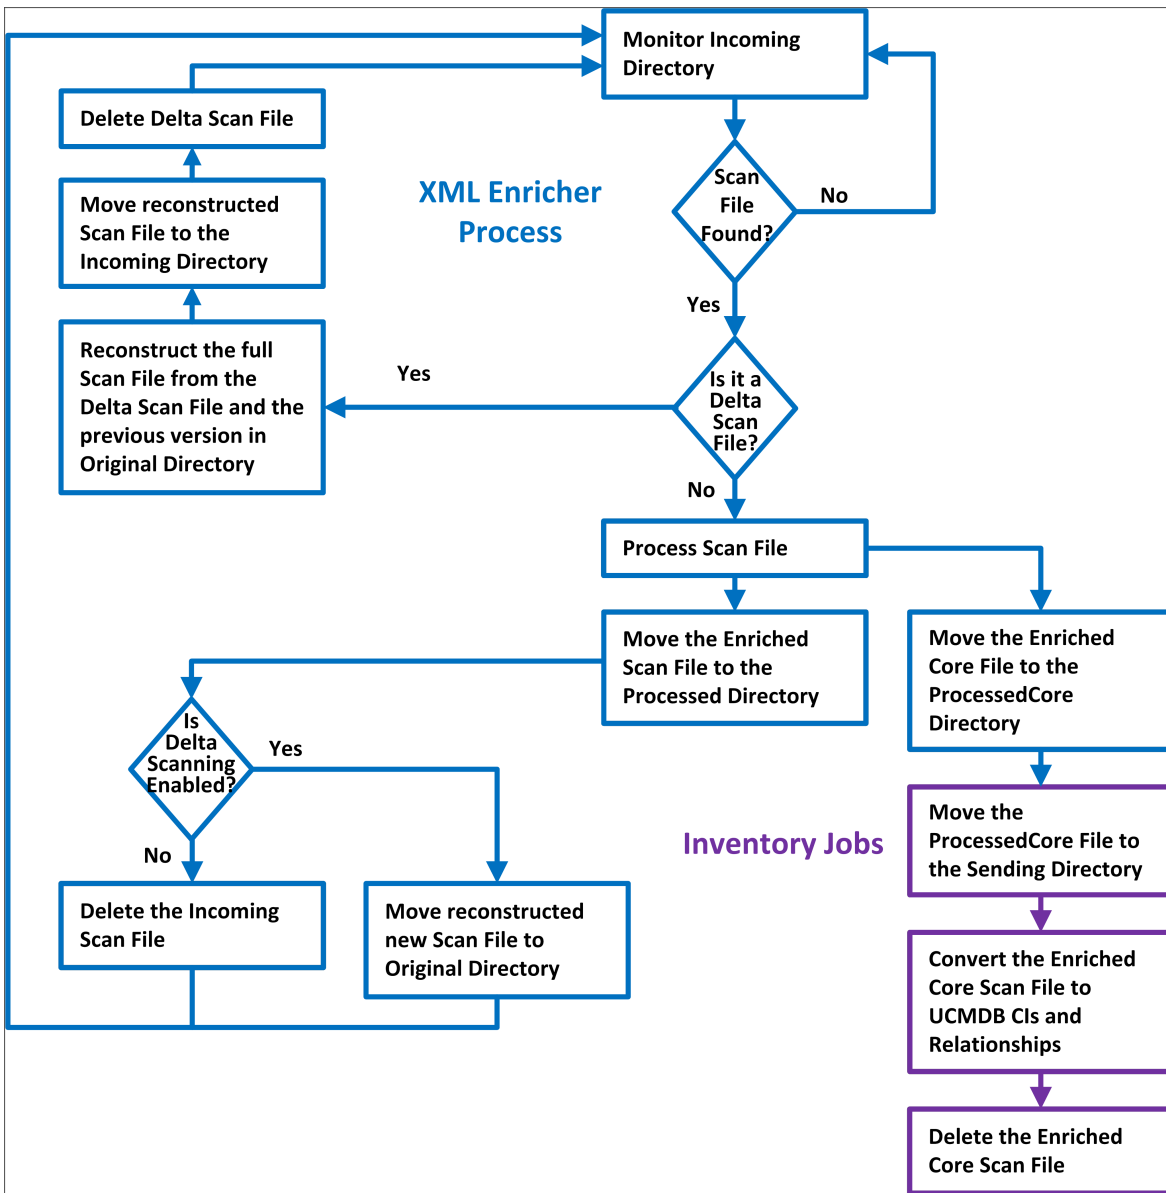 Monitor Incoming
Directory
Delete Delta Scan File
XML Enricher
Process
Scan
File
Found?
No
Move reconstructed
Scan File to the
Incoming Directory
Yes
Reconstruct the full
Scan File from the
Delta Scan File and the
previous version in
Original Directory
Yes
Is it a
Delta
Scan
File?
No
Process Scan File
Move the Enriched
Scan File to the
Processed Directory
Move the Enriched
Core File to the
ProcessedCore
Directory
Is
Delta
Scanning
Enabled?
Yes
No
Inventory Jobs
Move the
ProcessedCore File to
the Sending Directory
Delete the Incoming
Scan File
Move reconstructed
new Scan File to
Original Directory
Convert the Enriched
Core Scan File to
UCMDB CIs and
Relationships
Delete the Enriched
Core Scan File